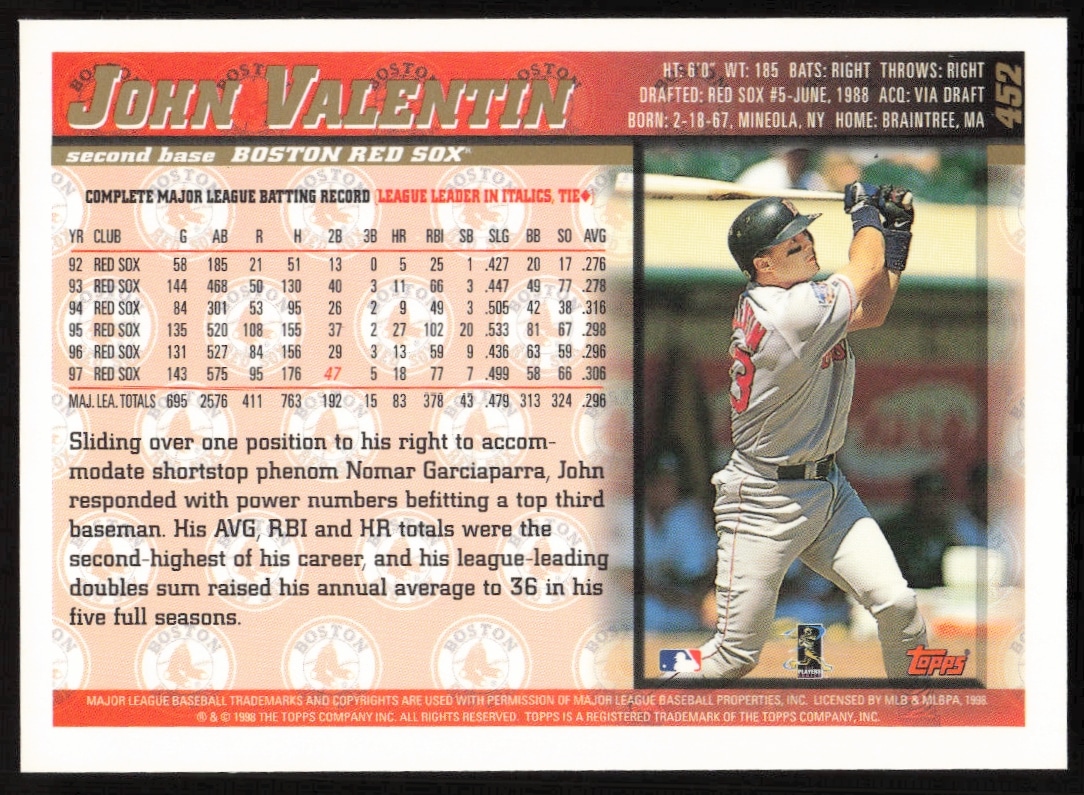 JOHN VALENTIN
HT: 6'0" WT: 185 BATS: RIGHT THROWS: RIGHT
DRAFTED: RED SOX #5-JUNE, 1988 ACQ: VIA DRAFT
BORN: 2-18-67, MINEOLA, NY HOME: BRAINTREE, MA
452
second base BOSTON RED SOX
COMPLETE MAJOR LEAGUE BATTING RECORD (LEAGUE LEADER IN ITALICS, TIE♦)
YR CLUB G AB R H 2B 3B HR RBI SB SLG BB SO AVG
92 RED SOX 58 185 21 51 13 0 5 25 1 .427 20 17 .276
93 RED SOX 144 468 50 130 40 3 11 66 3 .447 49 77 .278
94 RED SOX 84 301 53 95 26 2 9 49 3 .505 42 38 .316
95 RED SOX 135 520 108 155 37 2 27 102 20 .533 81 67 .298
96 RED SOX 131 527 84 156 29 3 13 59 9 .436 63 59 .296
97 RED SOX 143 575 95 176 47 5 18 77 7 .499 58 66 .306
MAJ. LEA. TOTALS 695 2576 411 763 192 15 83 378 43 .479 313 324 .296
Sliding over one position to his right to accom-
modate shortstop phenom Nomar Garciaparra, John
responded with power numbers befitting a top third
baseman. His AVG, RBI and HR totals were the
second-highest of his career, and his league-leading
doubles sum raised his annual average to 36 in his
five full seasons.
BOSTON
PLAYERS
TOPPS
MAJOR LEAGUE BASEBALL TRADEMARKS AND COPYRIGHTS ARE USED WITH PERMISSION OF MAJOR LEAGUE BASEBALL PROPERTIES, INC. LICENSED BY MLB & MLBPA, 1998.
® & © 1998 THE TOPPS COMPANY INC. ALL RIGHTS RESERVED. TOPPS IS A REGISTERED TRADEMARK OF THE TOPPS COMPANY, INC.